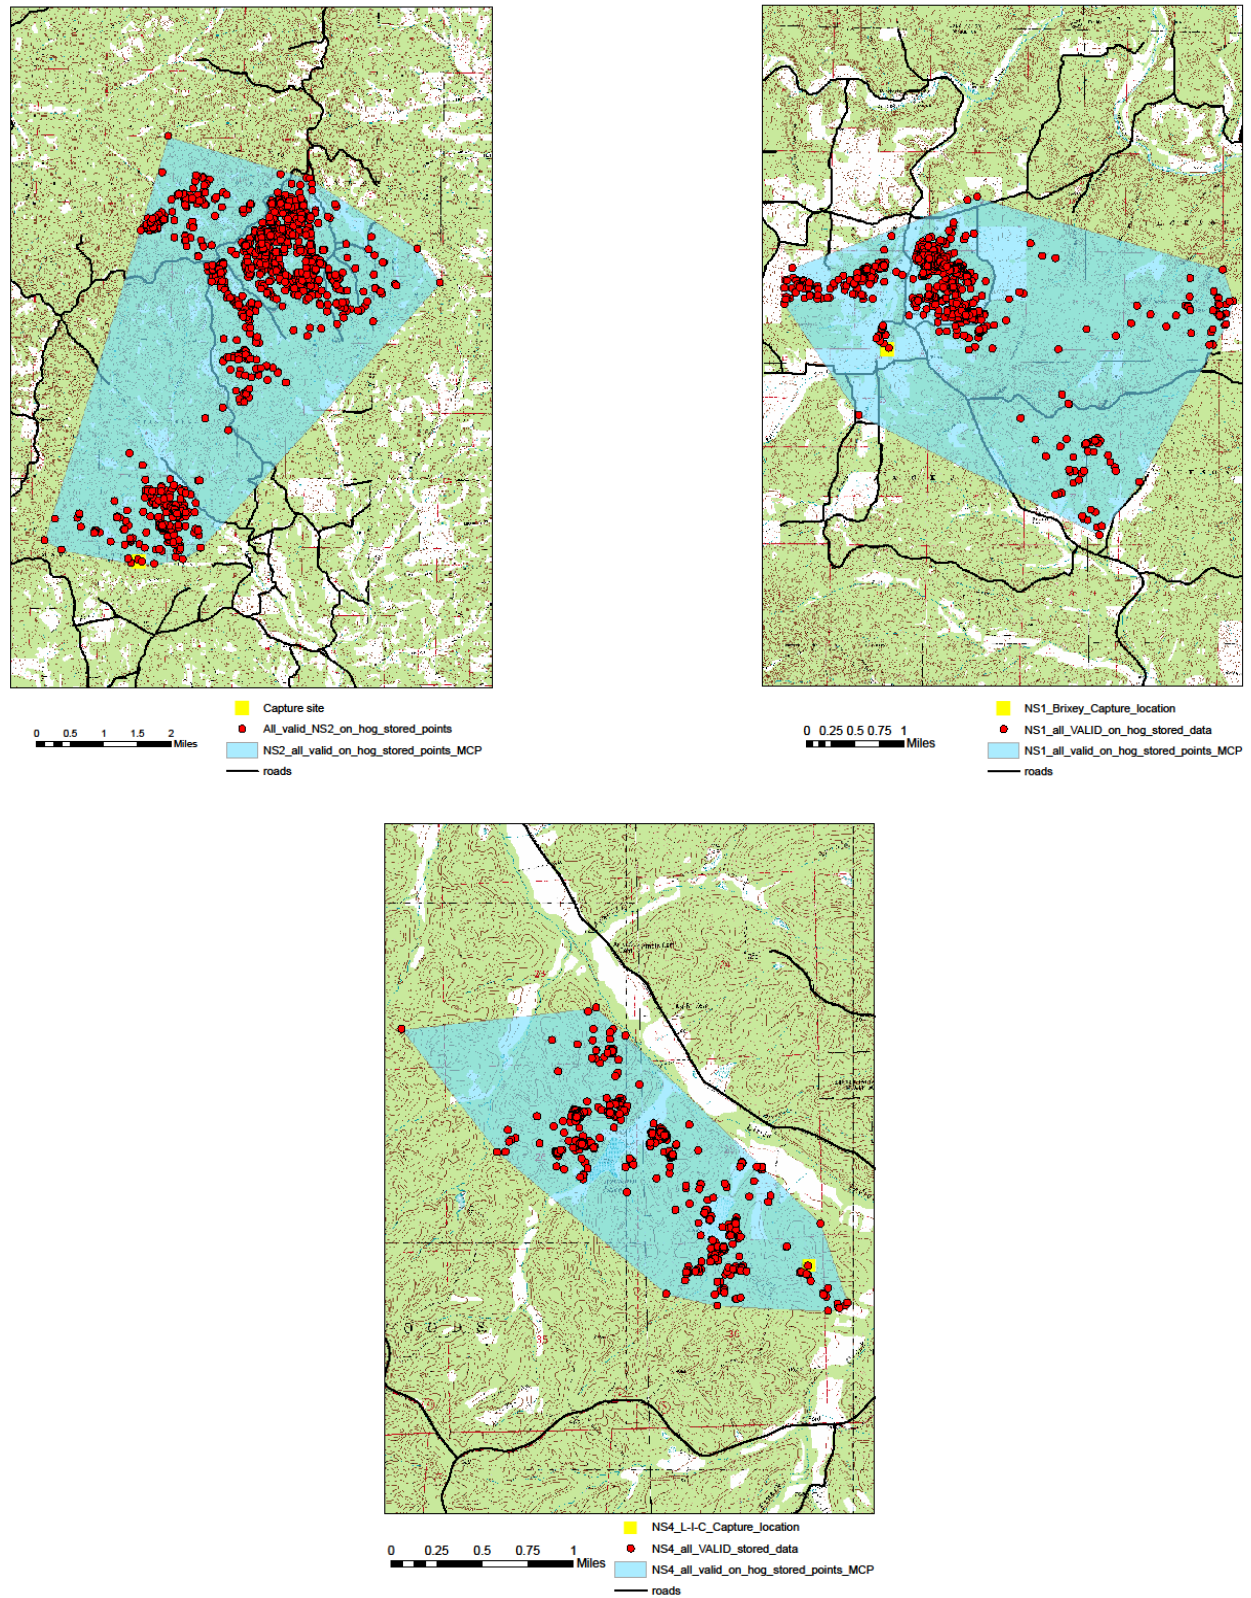 Capture site
All_valid_NS2_on_hog_stored_points
0 0.5 1 1.5 2
Miles
NS2_all_valid_on_hog_stored_points_MCP
roads
NS1_Brixey_Capture_location
NS1_all_VALID_on_hog_stored_data
0 0.25 0.5 0.75 1
Miles
NS1_all_valid_on_hog_stored_points_MCP
roads
35
36
NS4_L-I-C_Capture_location
NS4_all_VALID_stored_data
0 0.25 0.5 0.75 1
Miles
NS4_all_valid_on_hog_stored_points_MCP
roads